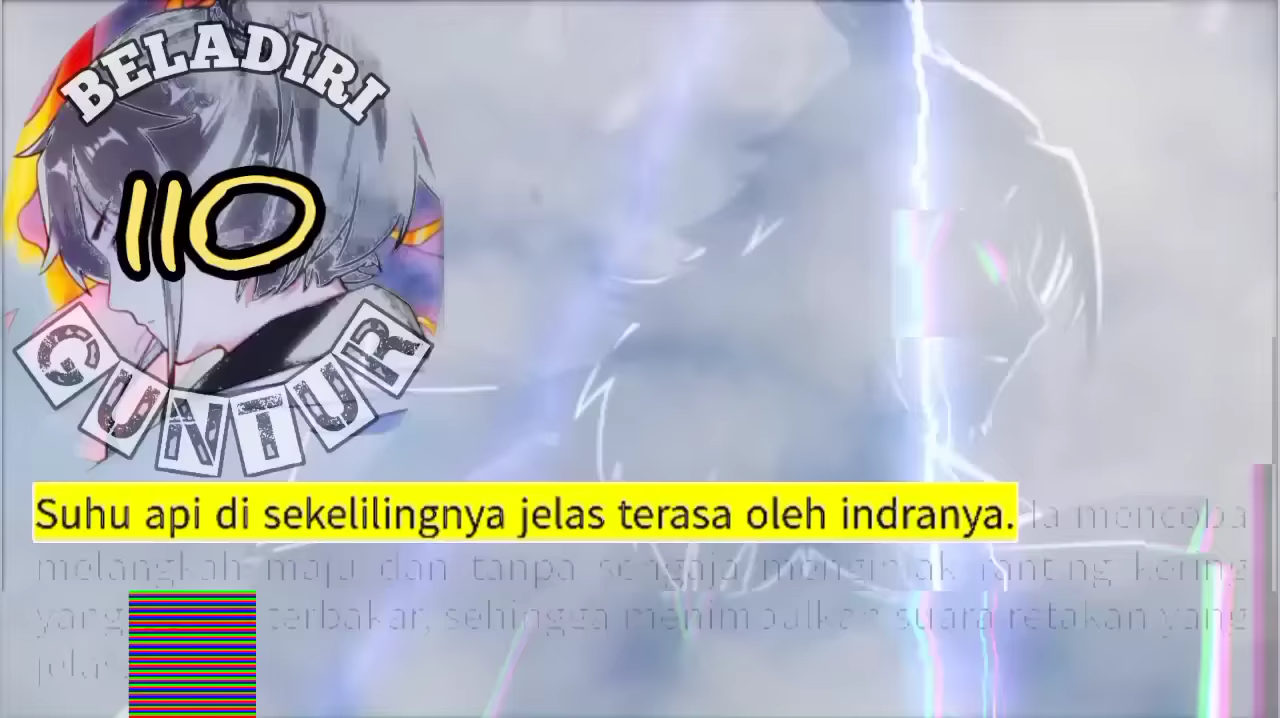 BELADIRI
110
GUNTUR
Suhu api di sekelilingnya jelas terasa oleh indranya. Ia mencoba
melangkah maju dan tanpa sengaja menginjak ranting kering
yang terbakar, sehingga menimbulkan suara retakan yang
jelas.